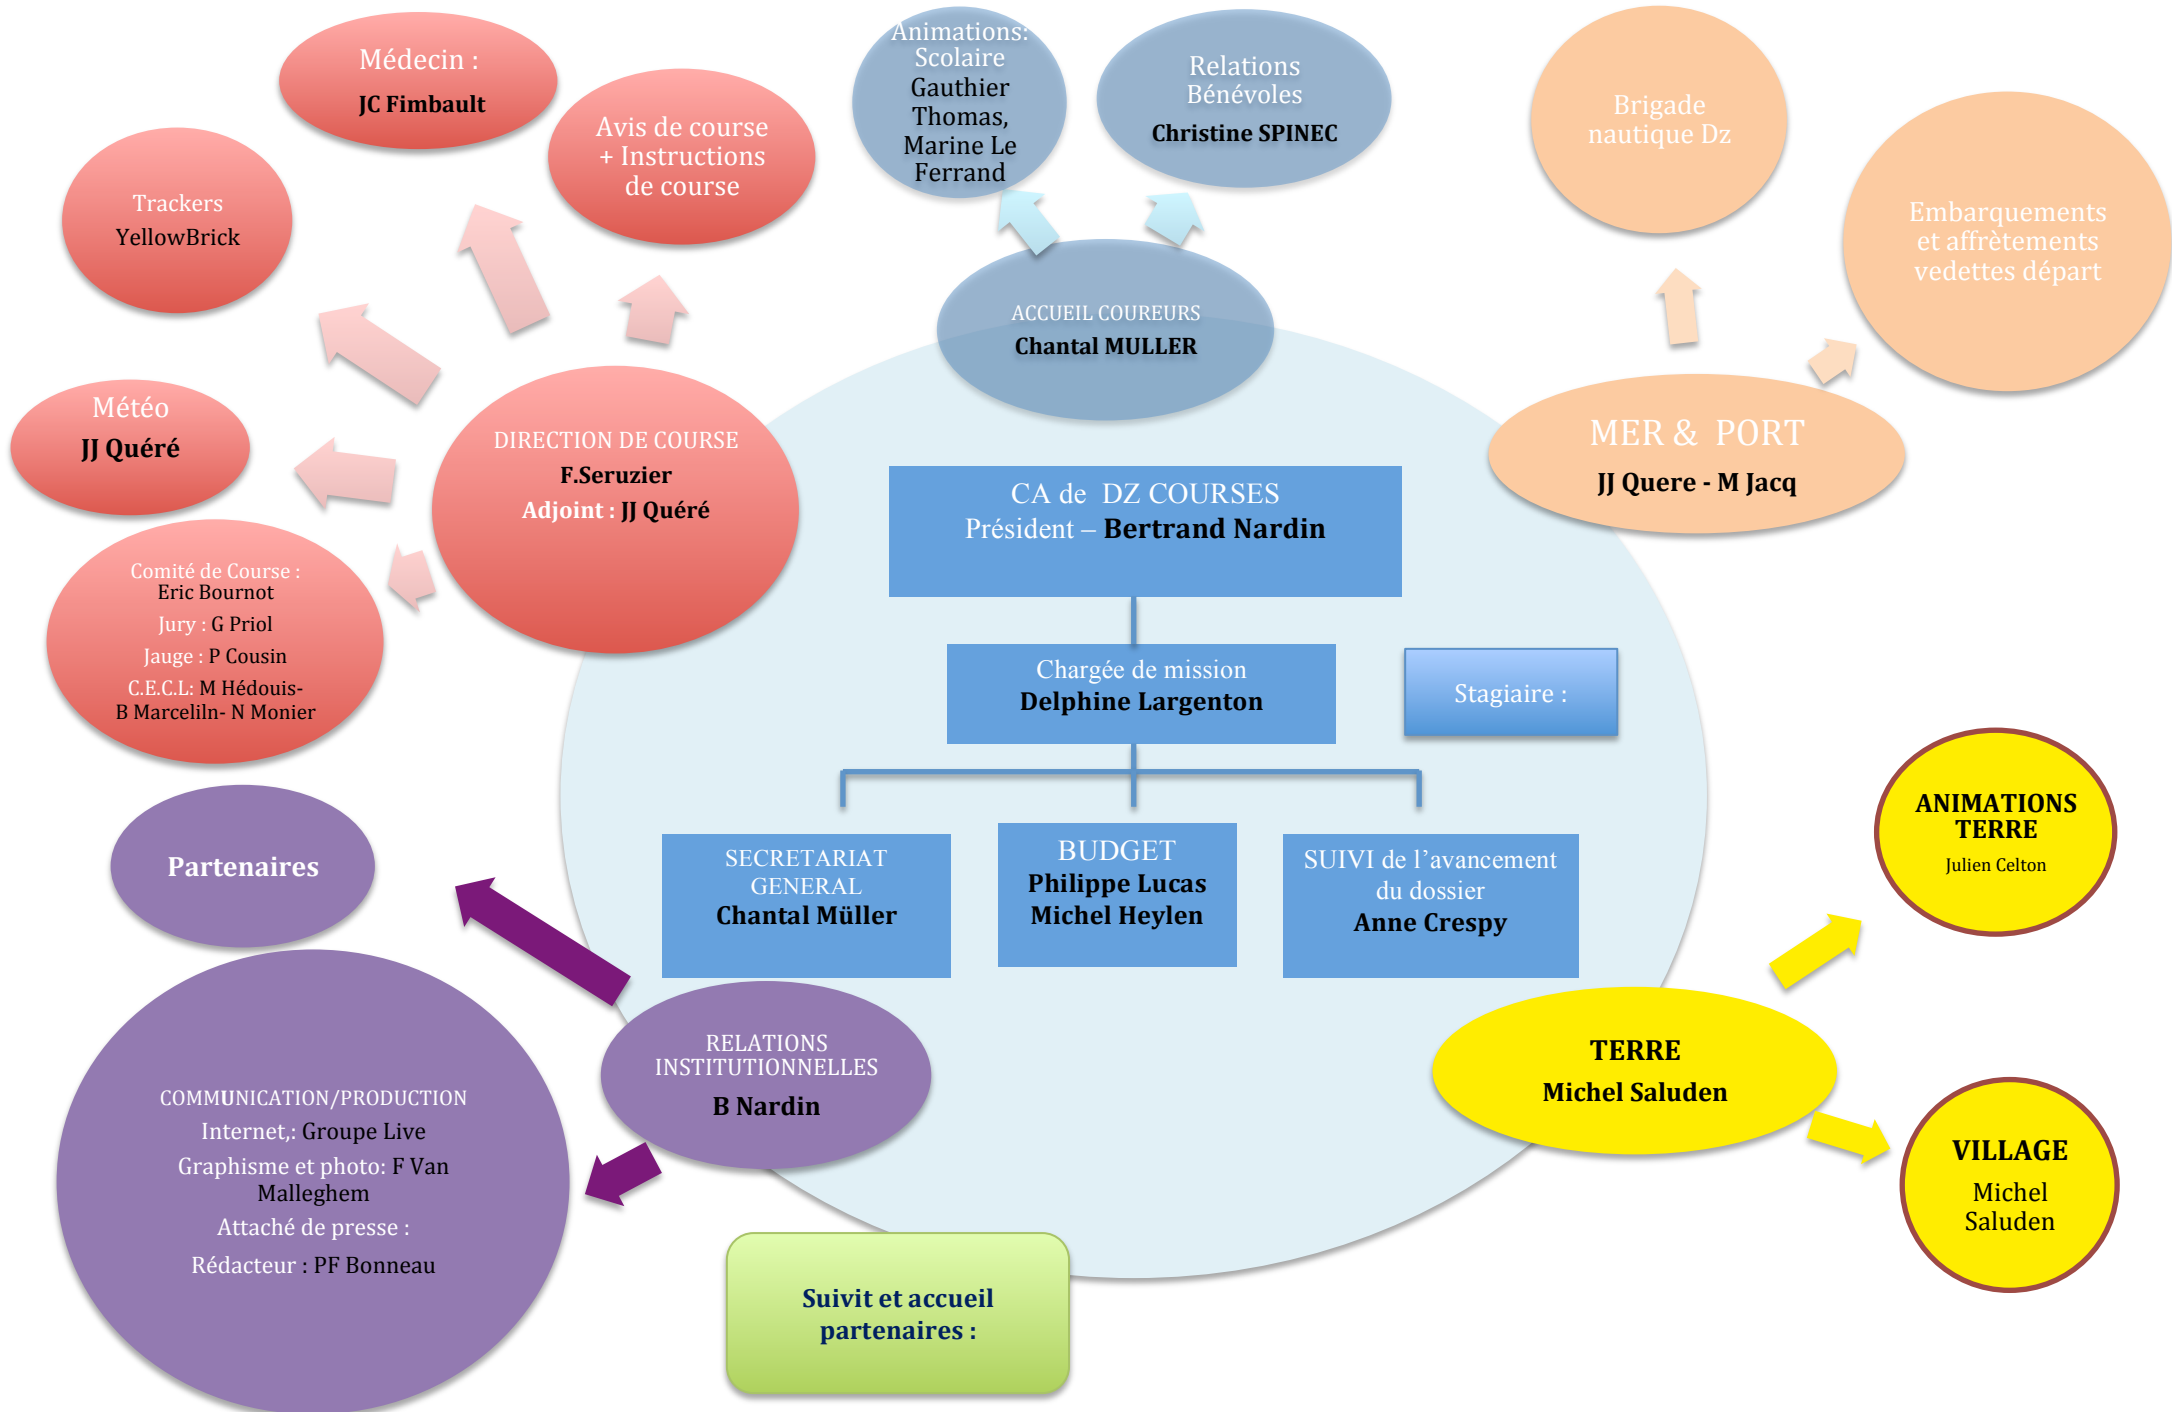 Médecin :
JC Fimbault
Avis de course
+ Instructions
de course
Trackers
YellowBrick
Météo
JJ Quéré
DIRECTION DE COURSE
F.Seruzier
Adjoint : JJ Quéré
Comité de Course :
Eric Bournot
Jury : G Priol
Jauge : P Cousin
C.E.C.L: M Hédouis-
B Marceliln- N Monier
Animations:
Scolaire
Gauthier
Thomas,
Marine Le
Ferrand
Relations
Bénévoles
Christine SPINEC
ACCUEIL COUREURS
Chantal MULLER
Brigade
nautique Dz
Embarquements
et affrètements
vedettes départ
MER & PORT
JJ Quere - M Jacq
CA de DZ COURSES
Président – Bertrand Nardin
Chargée de mission
Delphine Largenton
Stagiaire :
SECRETARIAT
GENERAL
Chantal Müller
BUDGET
Philippe Lucas
Michel Heylen
SUIVI de l’avancement
du dossier
Anne Crespy
Partenaires
RELATIONS
INSTITUTIONNELLES
B Nardin
COMMUNICATION/PRODUCTION
Internet,: Groupe Live
Graphisme et photo: F Van
Malleghem
Attaché de presse :
Rédacteur : PF Bonneau
Suivit et accueil
partenaires :
ANIMATIONS
TERRE
Julien Celton
TERRE
Michel Saluden
VILLAGE
Michel
Saluden